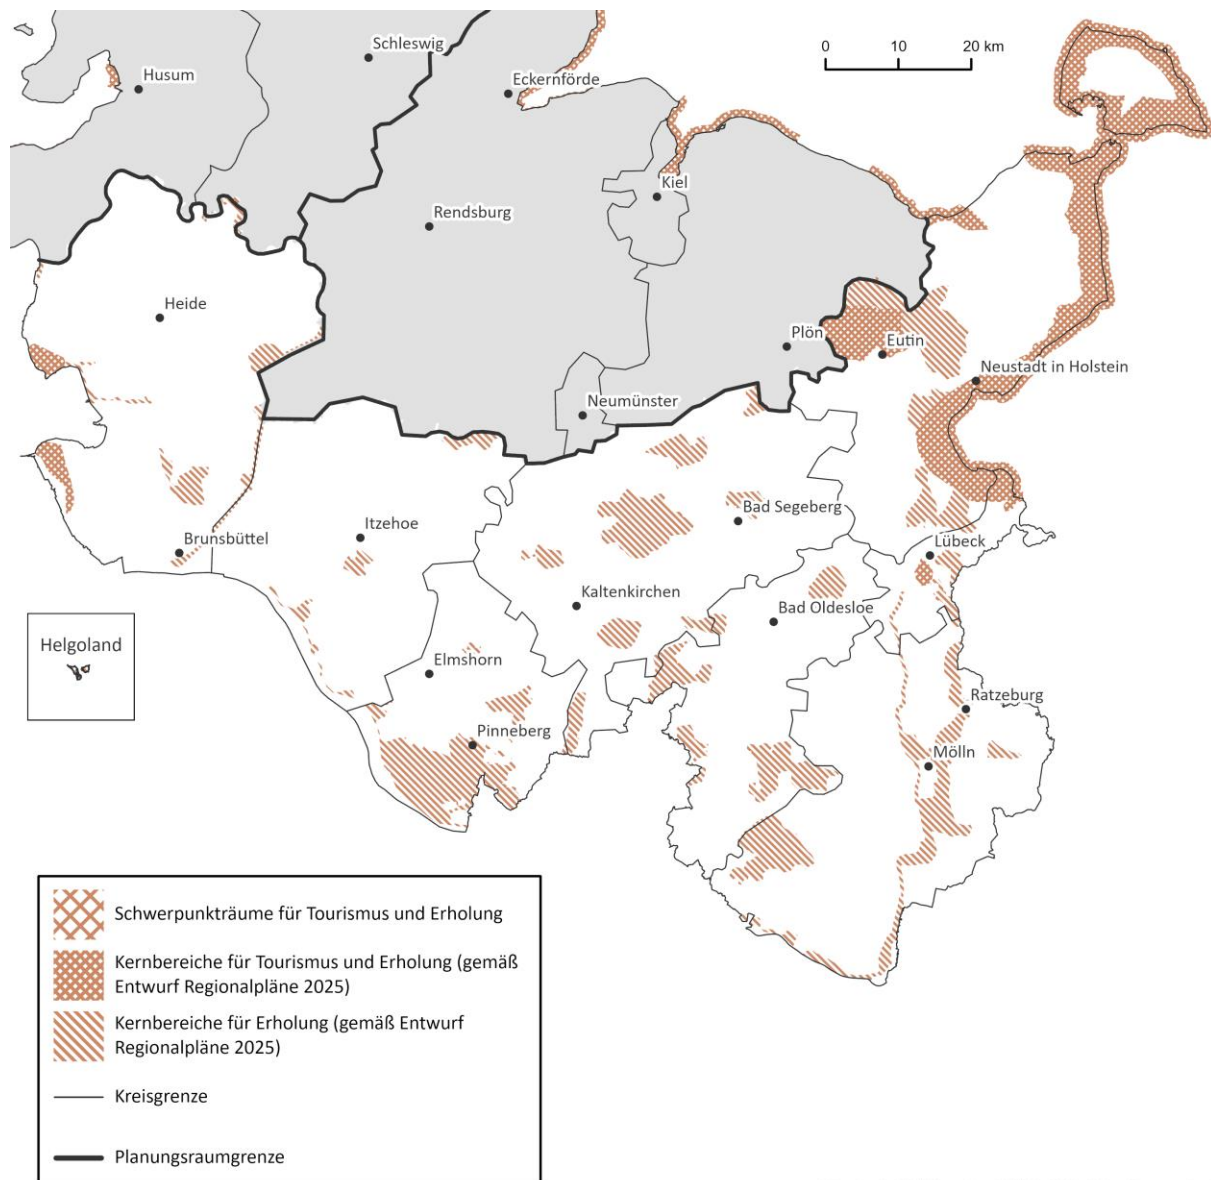 Schleswig
Husum
Eckernförde
0 10 20 km
Kiel
Rendsburg
Heide
Plön
Eutin
Neustadt in Holstein
Neumünster
Bad Segeberg
Itzehoe
Brunsbüttel
Lübeck
Kaltenkirchen
Bad Oldesloe
Helgoland
Elmshorn
Ratzeburg
Pinneberg
Mölln
Schwerpunkträume für Tourismus und Erholung
Kernbereiche für Tourismus und Erholung (gemäß
Entwurf Regionalpläne 2025)
Kernbereiche für Erholung (gemäß Entwurf
Regionalpläne 2025)
Kreisgrenze
Planungsraumgrenze